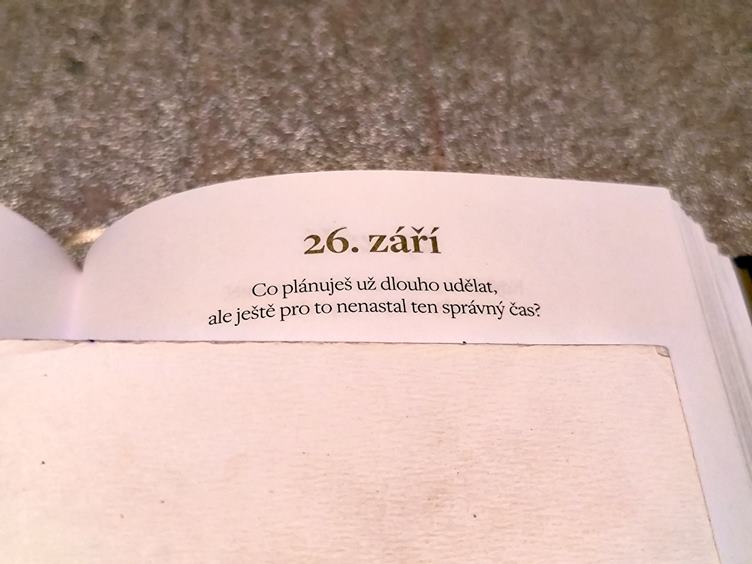 26. září
Co plánuješ už dlouho udělat,
ale ještě pro to nenastal ten správný čas?